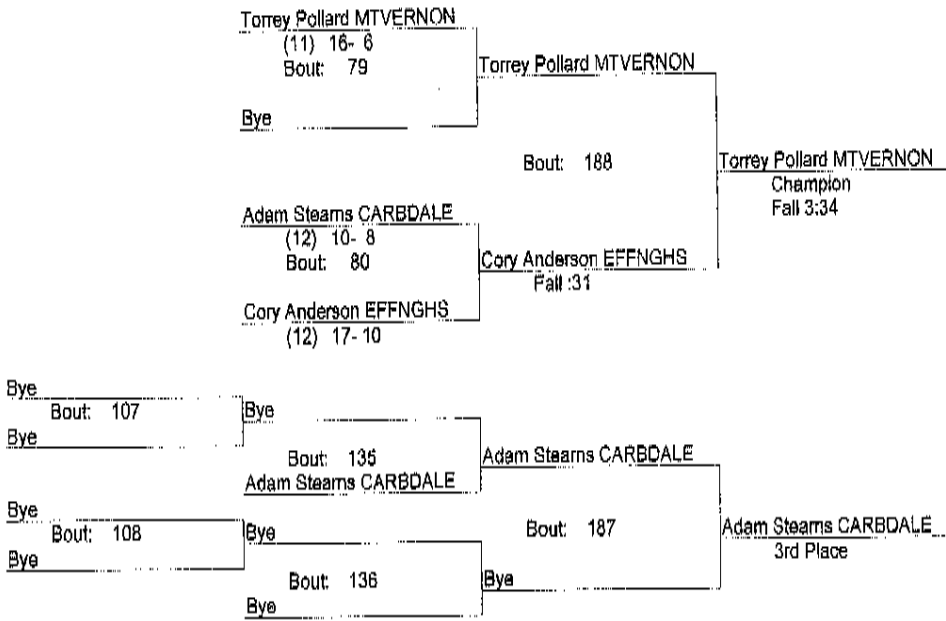 Torrey Pollard MTVERNON
(11) 16- 6
Bout: 79
Torrey Pollard MTVERNON
Bye
Bout: 188
Torrey Pollard MTVERNON
Champion
Fall 3:34
Adam Stearns CARBDALE
(12) 10- 8
Bout: 80
Cory Anderson EFFNGHS
Fall :31
Cory Anderson EFFNGHS
(12) 17- 10
Bye
Bout: 107
Bye
Bye
Bout: 135
Adam Stearns CARBDALE
Adam Stearns CARBDALE
Bye
Bout: 108
Bye
Bye
Bout: 187
Adam Stearns CARBDALE
3rd Place
Bout: 136
Bye
Bye